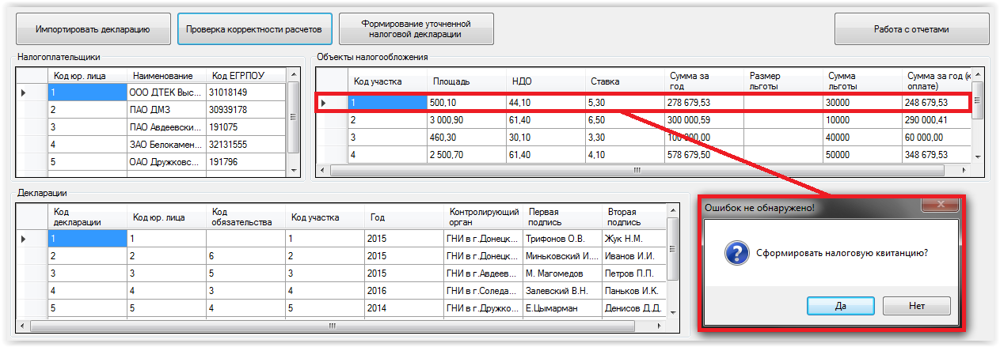 Импортировать декларацию
Проверка корректности расчетов
Формирование уточненной
налоговой декларации
Работа с отчетами
Налогоплательщики
Код юр. лица Наименование Код ЕГРПОУ
1 ООО ДТЕК Выс... 31018149
2 ПАО ДМЗ 30939178
3 ПАО Авдеевски... 191075
4 ЗАО Белокамен... 32131555
5 ОАО Дружковс... 191796
Объекты налогообложения
Код участка Площадь НДО Ставка Сумма за год Размер льготы Сумма льготы Сумма за год (к оплате)
1 500,10 44,10 5,30 278 679,53 30000 248 679,53
2 3 000,90 61,40 6,50 300 000,59 10000 290 000,41
3 460,30 30,10 3,30 100 000,00 40000 60 000,00
4 2 500,70 61,40 4,10 578 679,50 50000 348 679,53
Декларации
Код декларации Код юр. лица Код обязательства Код участка Год Контролирующий орган Первая подпись Вторая подпись
1 1 1 2015 ГНИ в г.Донецк... Трифонов О.В. Жук Н.М.
2 2 6 2 2015 ГНИ в г.Донецк... Миньковский И.... Иванов И.И.
3 3 5 3 2015 ГНИ в г.Авдеев... М. Магомедов Петров П.П.
4 4 3 4 2016 ГНИ в г.Соледа... Залевский В.Н. Паньков И.К.
5 5 4 5 2014 ГНИ в г.Дружко... Е.Цымарман Денисов Д.Д.
Ошибок не обнаружено!
Сформировать налоговую квитанцию?
Да
Нет